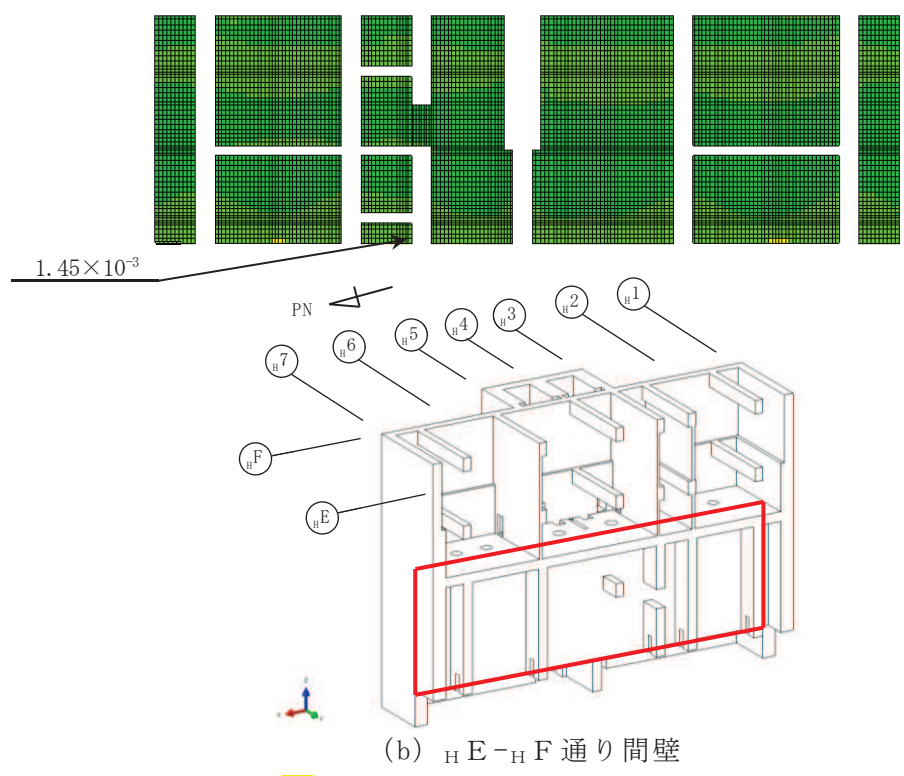 1.45×10⁻³
PN
H1
H2
H3
H4
H5
H6
H7
HF
HE
z
x
y
(b) HE-HF通り間壁